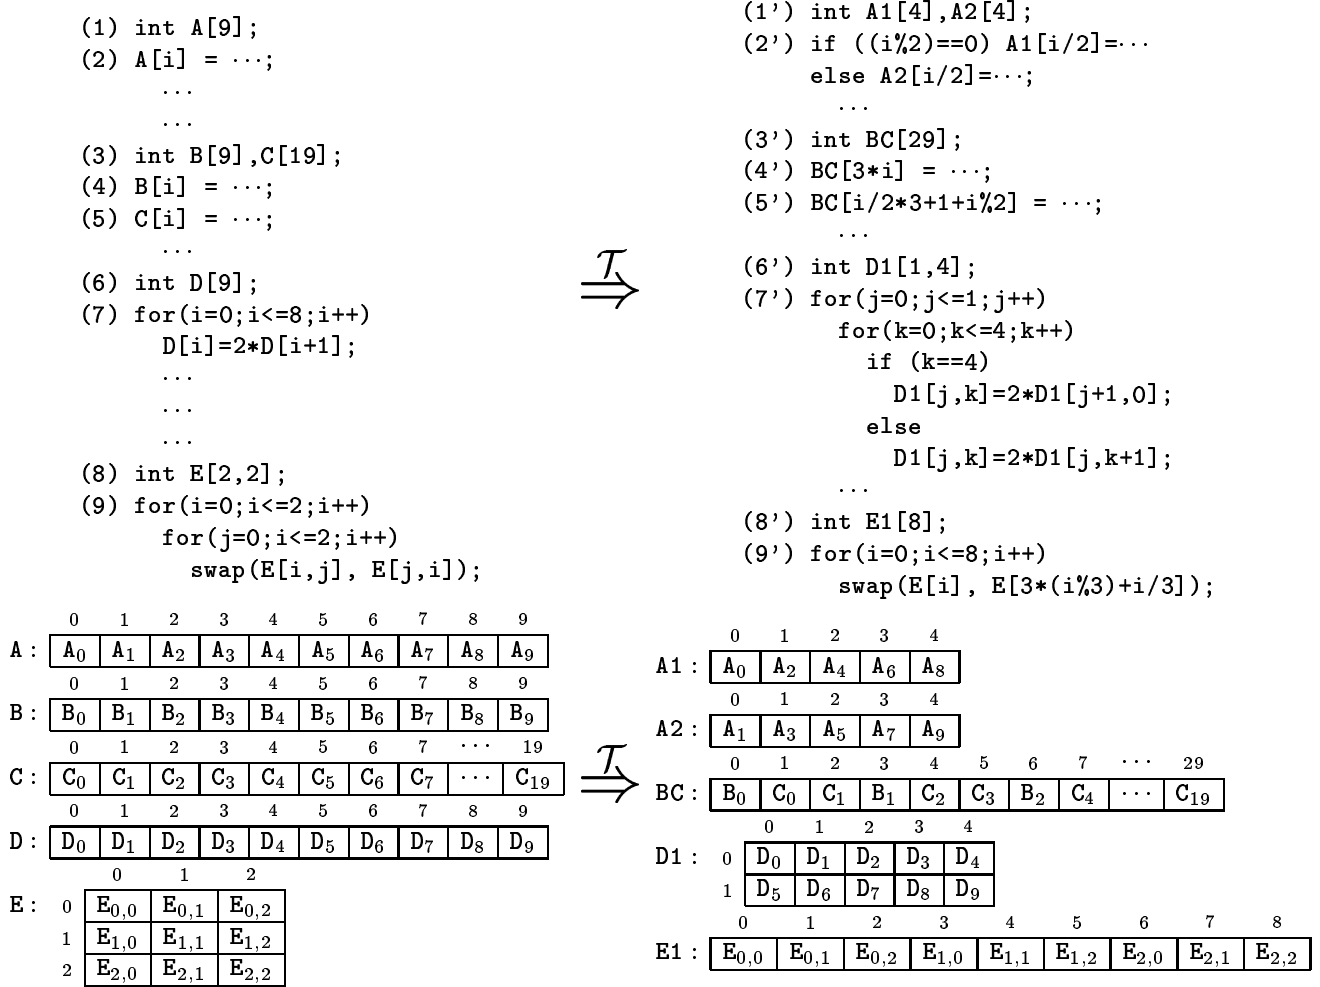 (1) int A[9];
(2) A[i] = ···;
...
...
(3) int B[9],C[19];
(4) B[i] = ···;
(5) C[i] = ···;
...
(6) int D[9];
(7) for(i=0;i<=8;i++)
D[i]=2*D[i+1];
...
...
...
(8) int E[2,2];
(9) for(i=0;i<=2;i++)
for(j=0;i<=2;i++)
swap(E[i,j], E[j,i]);
𝒯
⇒
(1') int A1[4],A2[4];
(2') if ((i%2)==0) A1[i/2]=···
else A2[i/2]=···;
...
(3') int BC[29];
(4') BC[3*i] = ···;
(5') BC[i/2*3+1+i%2] = ···;
...
(6') int D1[1,4];
(7') for(j=0;j<=1;j++)
for(k=0;k<=4;k++)
if (k==4)
D1[j,k]=2*D1[j+1,0];
else
D1[j,k]=2*D1[j,k+1];
...
(8') int E1[8];
(9') for(i=0;i<=8;i++)
swap(E[i], E[3*(i%3)+i/3]);
0 1 2 3 4 5 6 7 8 9
A: A0 A1 A2 A3 A4 A5 A6 A7 A8 A9
0 1 2 3 4 5 6 7 8 9
B: B0 B1 B2 B3 B4 B5 B6 B7 B8 B9
0 1 2 3 4 5 6 7 ··· 19
C: C0 C1 C2 C3 C4 C5 C6 C7 ··· C19
0 1 2 3 4 5 6 7 8 9
D: D0 D1 D2 D3 D4 D5 D6 D7 D8 D9
0 1 2
E: 0 E0,0 E0,1 E0,2
1 E1,0 E1,1 E1,2
2 E2,0 E2,1 E2,2
𝒯
⇒
0 1 2 3 4
A1: A0 A2 A4 A6 A8
0 1 2 3 4
A2: A1 A3 A5 A7 A9
0 1 2 3 4 5 6 7 ··· 29
BC: B0 C0 C1 B1 C2 C3 B2 C4 ··· C19
0 1 2 3 4
D1: 0 D0 D1 D2 D3 D4
1 D5 D6 D7 D8 D9
0 1 2 3 4 5 6 7 8
E1: E0,0 E0,1 E0,2 E1,0 E1,1 E1,2 E2,0 E2,1 E2,2